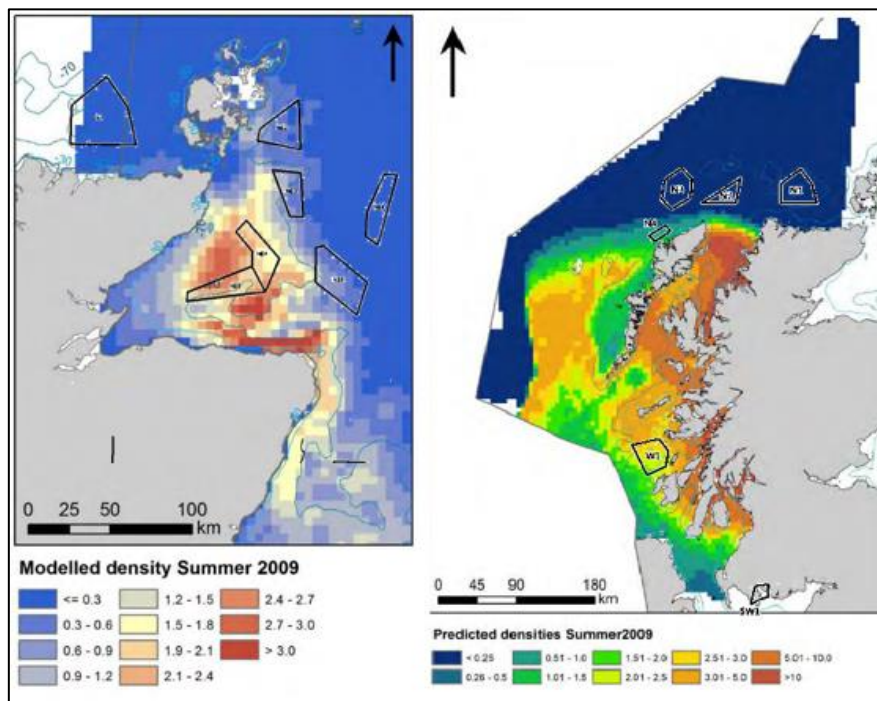 -70
-70
0 25 50 100
km
Modelled density Summer 2009
<= 0.3
0.3 - 0.6
0.6 - 0.9
0.9 - 1.2
1.2 - 1.5
1.5 - 1.8
1.9 - 2.1
2.1 - 2.4
2.4 - 2.7
2.7 - 3.0
> 3.0
N3
N2
N1
N4
W1
SW1
0 45 90 180
km
Predicted densities Summer2009
< 0.25
0.26 - 0.5
0.51 - 1.0
1.01 - 1.5
1.51 - 2.0
2.01 - 2.5
2.51 - 3.0
3.01 - 5.0
5.01 - 10.0
>10